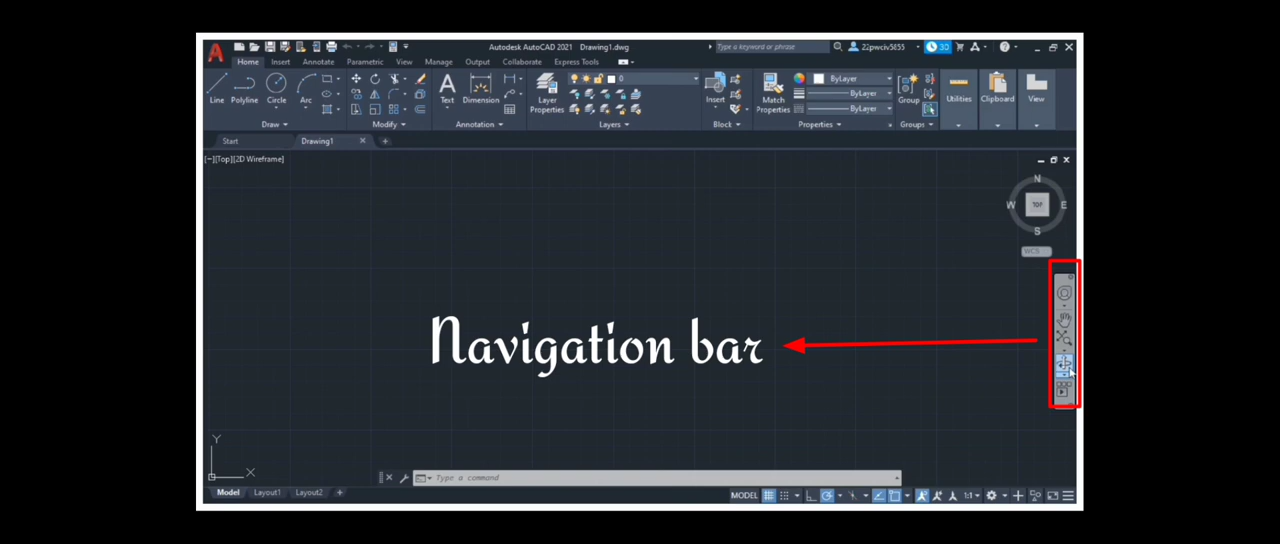 Autodesk AutoCAD 2021 Drawing1.dwg
Type a keyword or phrase
22pwciv5855
30
Home Insert Annotate Parametric View Manage Output Collaborate Express Tools
0
ByLayer
ByLayer
ByLayer
Line Polyline Circle Arc
Text Dimension
Layer
Properties
Insert
Match
Properties
Group
Utilities
Clipboard
View
Draw
Modify
Annotation
Layers
Block
Properties
Groups
Start Drawing1
[−][Top][2D Wireframe]
N
W TOP E
S
WCS
Navigation bar
Y
X
Type a command
Model Layout1 Layout2
MODEL
1:1